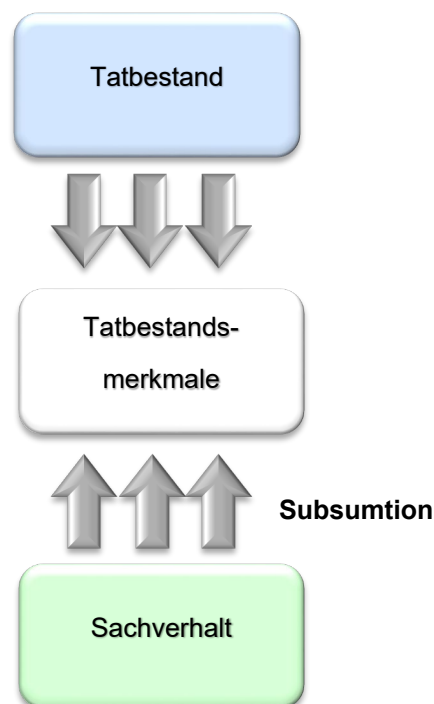 Tatbestand
Tatbestands-
merkmale
Subsumtion
Sachverhalt